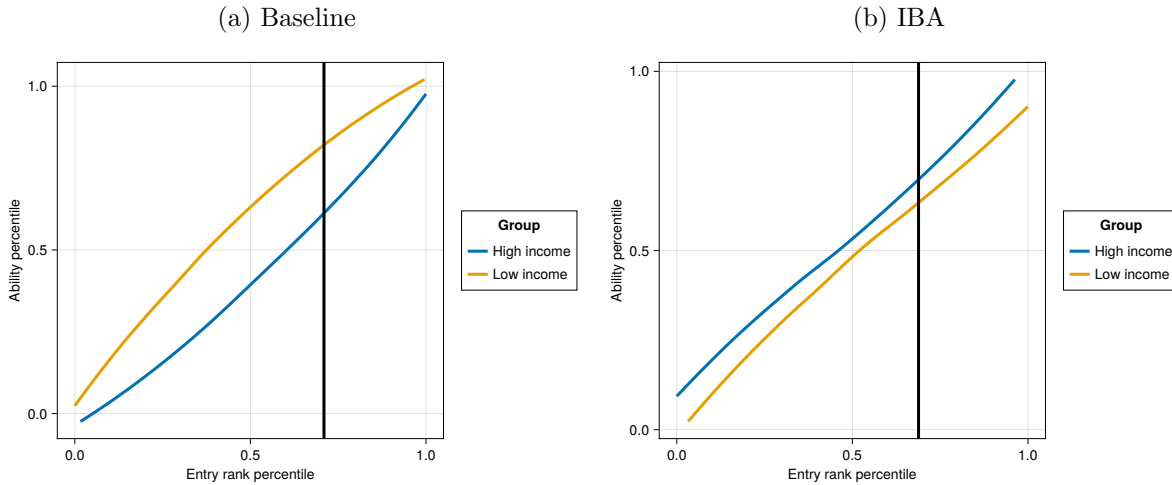 (a) Baseline
1.0
0.5
0.0
Ability percentile
0.0 0.5 1.0
Entry rank percentile
Group
High income
Low income
(b) IBA
1.0
0.5
0.0
Ability percentile
0.0 0.5 1.0
Entry rank percentile
Group
High income
Low income